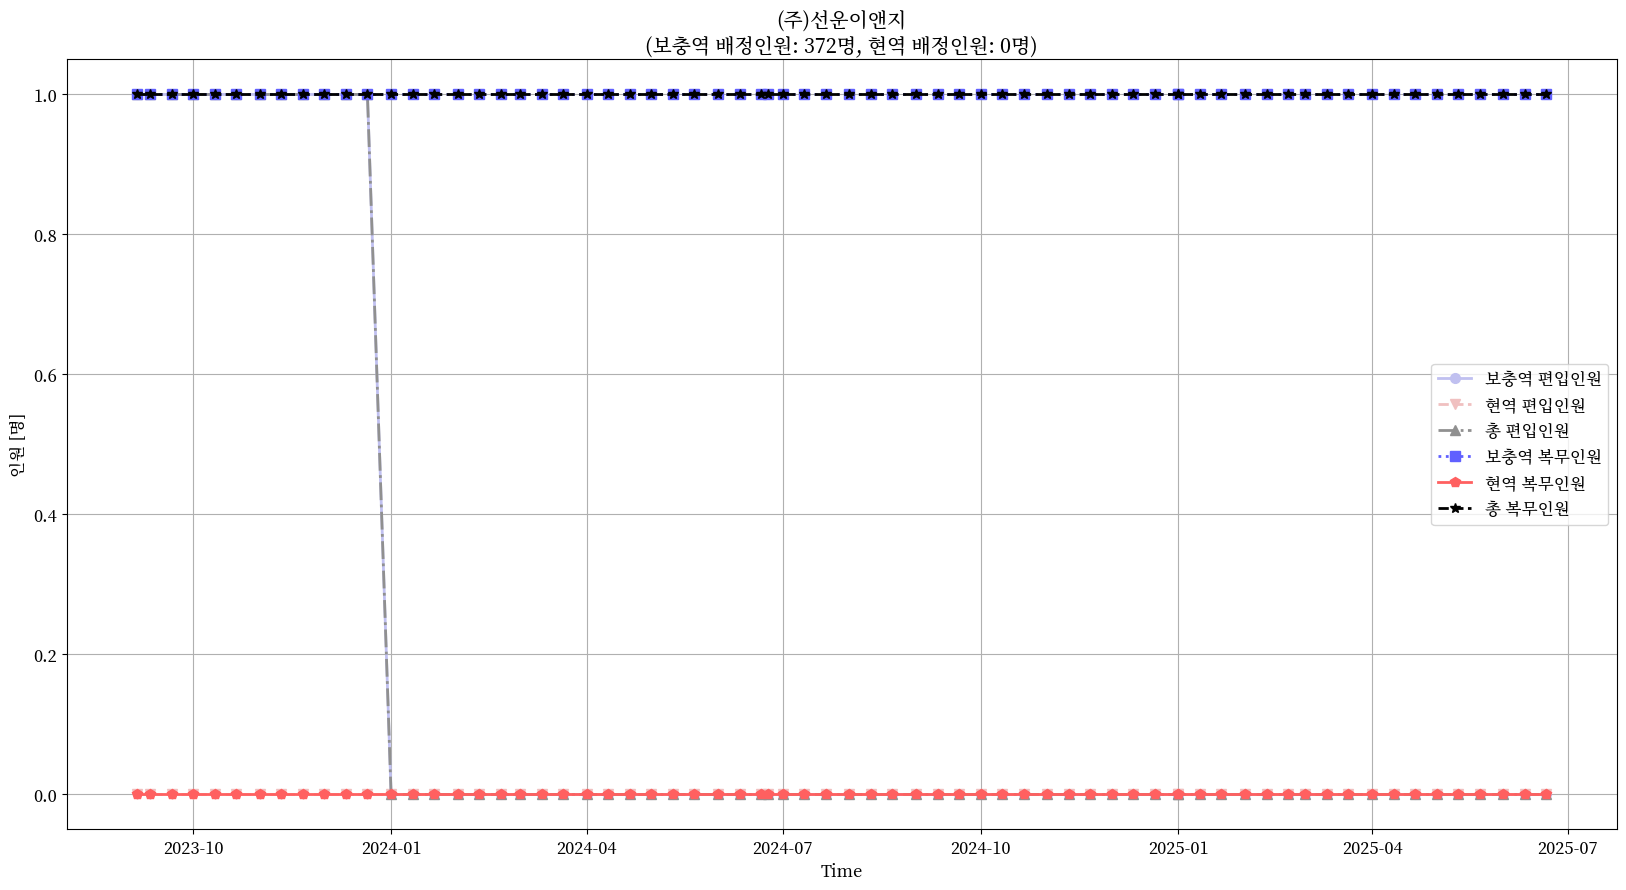 (주)선운이앤지
(보충역 배정인원: 372명, 현역 배정인원: 0명)
1.0
0.8
0.6
0.4
0.2
0.0
인원 [명]
보충역 편입인원
현역 편입인원
총 편입인원
보충역 복무인원
현역 복무인원
총 복무인원
2023-10 2024-01 2024-04 2024-07 2024-10 2025-01 2025-04 2025-07
Time